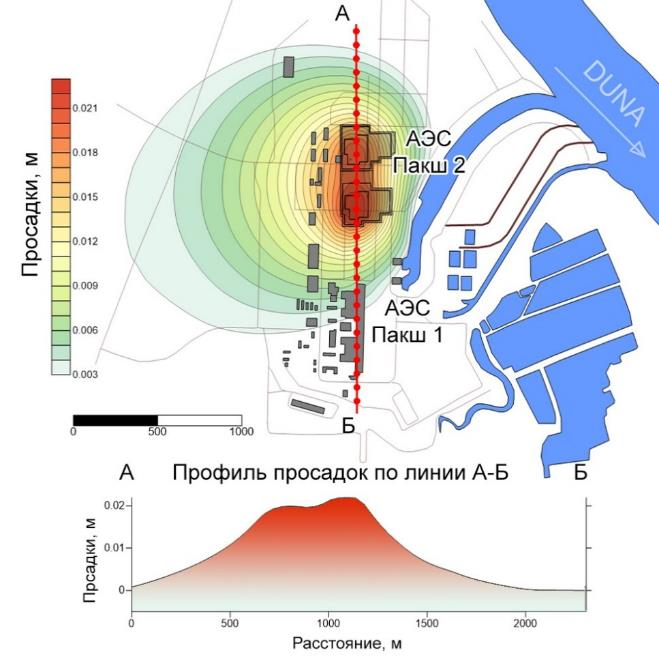 А
DUNA
Просадки, м
0.021
0.018
0.015
0.012
0.009
0.006
0.003
АЭС
Пакш 2
АЭС
Пакш 1
0
500
1000
Б
А
Профиль просадок по линии А-Б
Б
Прсадки, м
0.02
0.01
0
0
500
1000
1500
2000
Расстояние, м